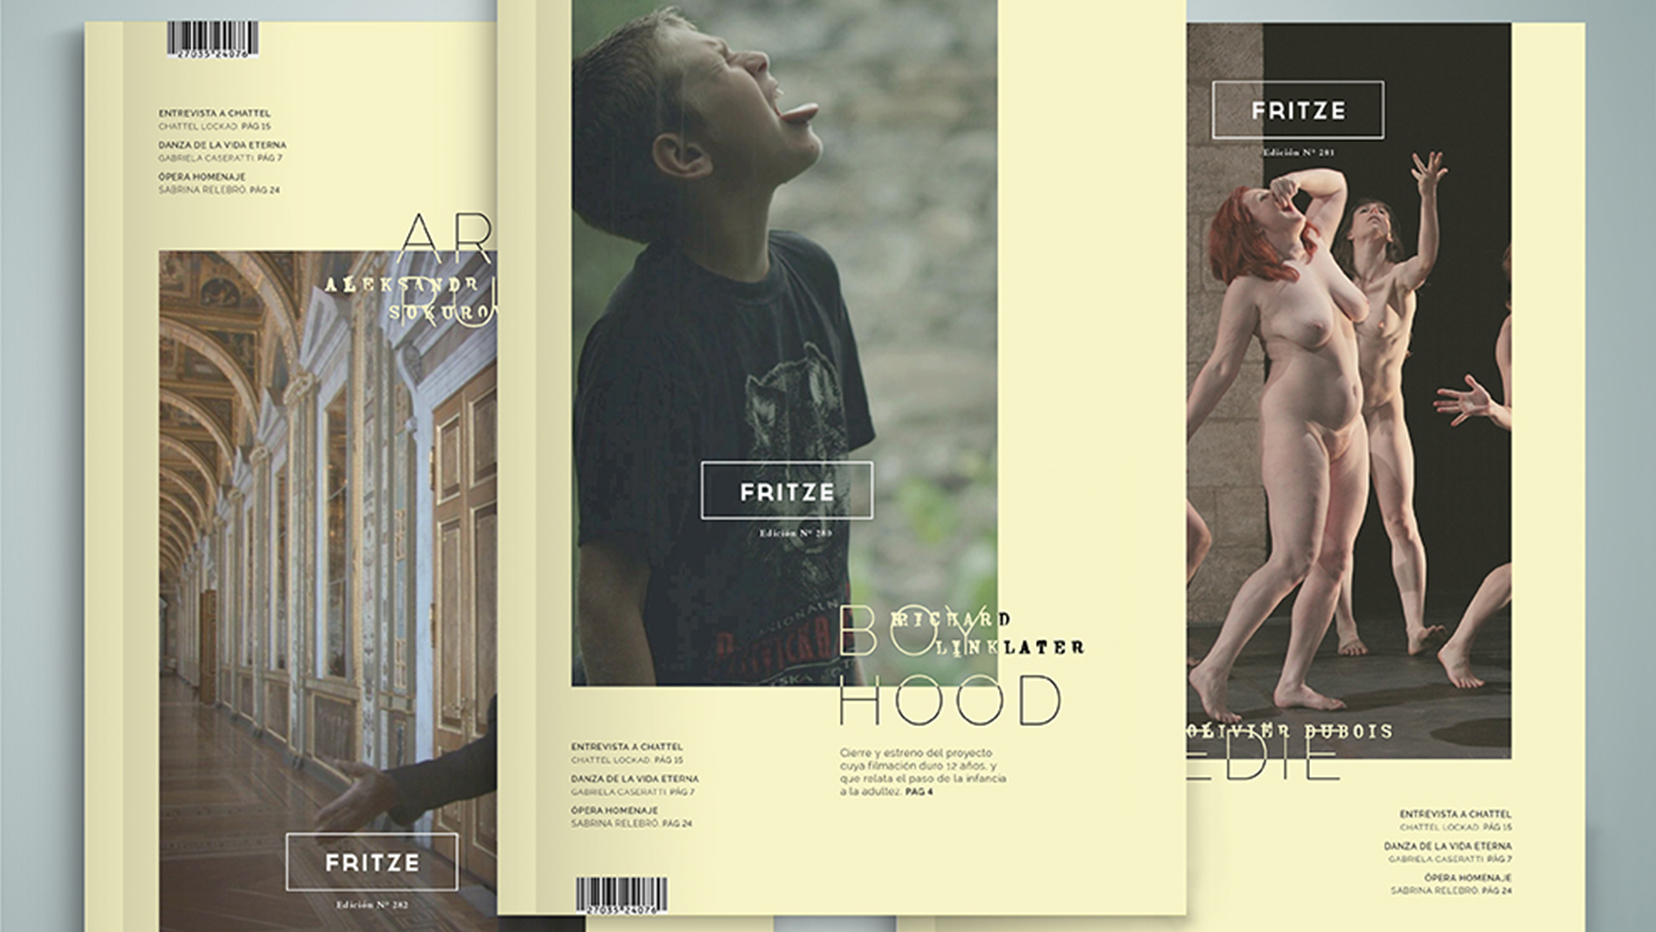 27035"24076"
ENTREVISTA A CHATTEL
CHATTEL LOCKAD. PÁG 15
DANZA DE LA VIDA ETERNA
GABRIELA CASERATTI. PÁG 7
ÓPERA HOMENAJE
SABRINA RELEBRÓ. PÁG 24
AR
RU
ALEKSANDR
SOKUROV
FRITZE
Edición Nº 282
FRITZE
Edición Nº 280
BOY
HOOD
RICHARD
LINKLATER
ENTREVISTA A CHATTEL
CHATTEL LOCKAD. PÁG 15
DANZA DE LA VIDA ETERNA
GABRIELA CASERATTI. PÁG 7
ÓPERA HOMENAJE
SABRINA RELEBRÓ. PÁG 24
Cierre y estreno del proyecto
cuya filmación duro 12 años, y
que relata el paso de la infancia
a la adultez. PAG 4
27035"24076"
FRITZE
Edición Nº 281
OLIVIER DUBOIS
EDIE
ENTREVISTA A CHATTEL
CHATTEL LOCKAD. PÁG 15
DANZA DE LA VIDA ETERNA
GABRIELA CASERATTI. PÁG 7
ÓPERA HOMENAJE
SABRINA RELEBRÓ. PÁG 24